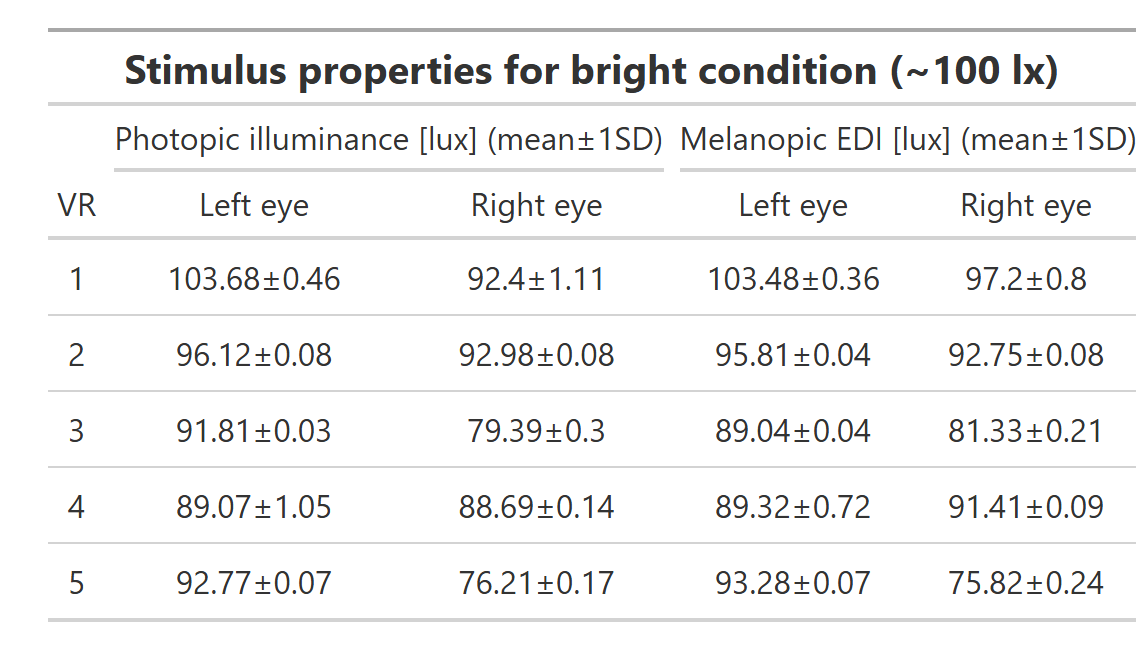 Stimulus properties for bright condition (~100 lx)
Photopic illuminance [lux] (mean±1SD) Melanopic EDI [lux] (mean±1SD)
VR Left eye Right eye Left eye Right eye
1 103.68±0.46 92.4±1.11 103.48±0.36 97.2±0.8
2 96.12±0.08 92.98±0.08 95.81±0.04 92.75±0.08
3 91.81±0.03 79.39±0.3 89.04±0.04 81.33±0.21
4 89.07±1.05 88.69±0.14 89.32±0.72 91.41±0.09
5 92.77±0.07 76.21±0.17 93.28±0.07 75.82±0.24